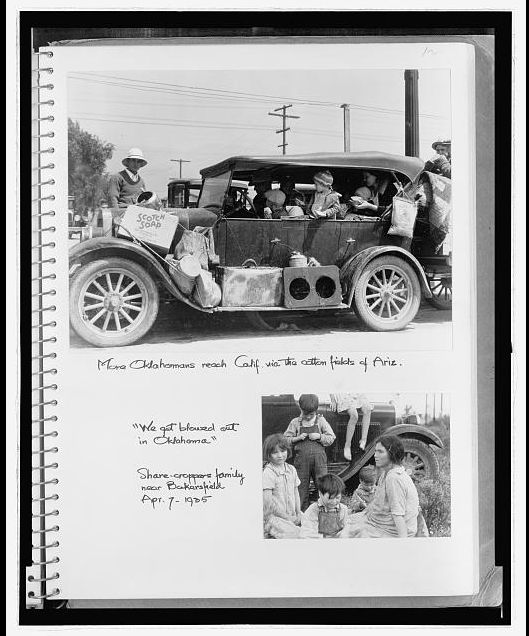 SCOTCH
SOAP
More Oklahomans reach Calif. via the cotton fields of Ariz.
"We got blowed out
in Oklahoma"
Share-croppers family
near Bakersfield
Apr. 7-1935